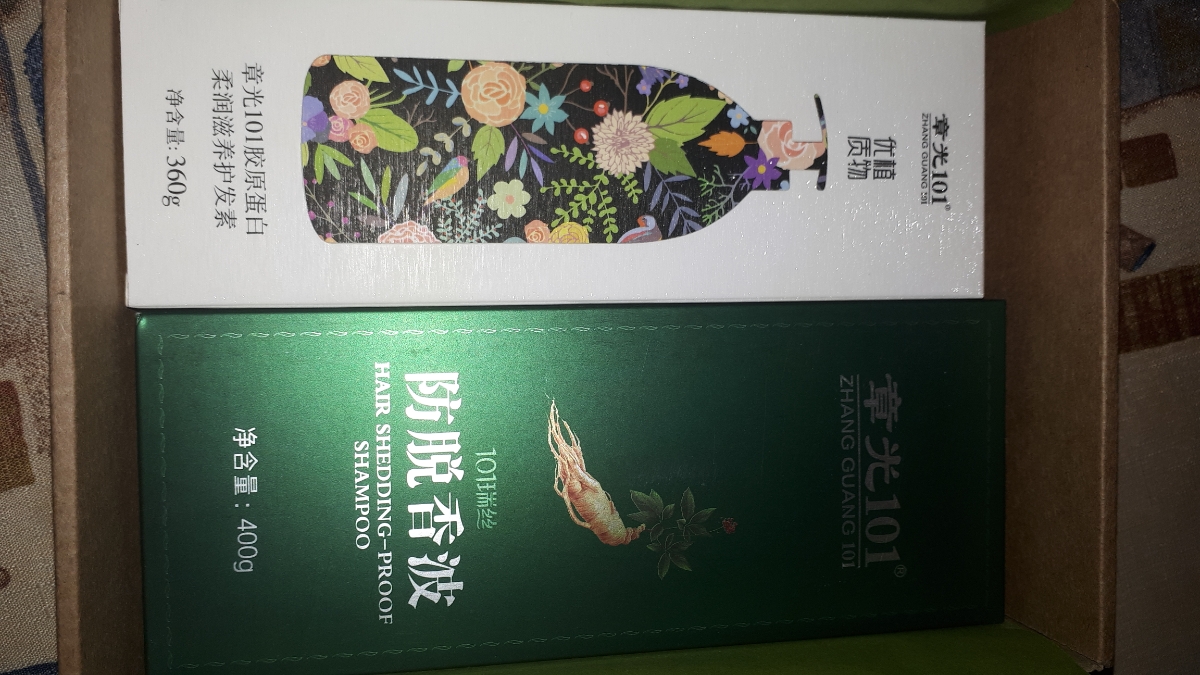 章光101®
ZHANG GUANG 101
优植
质物
章光101胶原蛋白
柔润滋养护发素
净含量:360g
章光101®
ZHANG GUANG 101
101瑞丝
防脱香波
HAIR SHEDDING-PROOF
SHAMPOO
净含量：400g